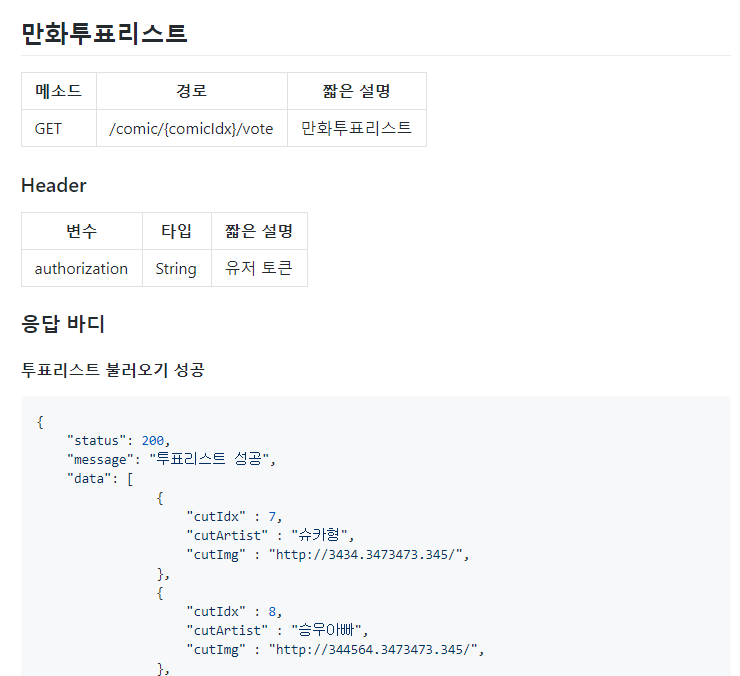 만화투표리스트
메소드 경로 짧은 설명
GET /comic/{comicIdx}/vote 만화투표리스트
Header
변수 타입 짧은 설명
authorization String 유저 토큰
응답 바디
투표리스트 불러오기 성공
{
"status": 200,
"message": "투표리스트 성공",
"data": [
{
"cutIdx" : 7,
"cutArtist" : "슈카형",
"cutImg" : "http://3434.3473473.345/",
},
{
"cutIdx" : 8,
"cutArtist" : "승우아빠",
"cutImg" : "http://344564.3473473.345/",
},